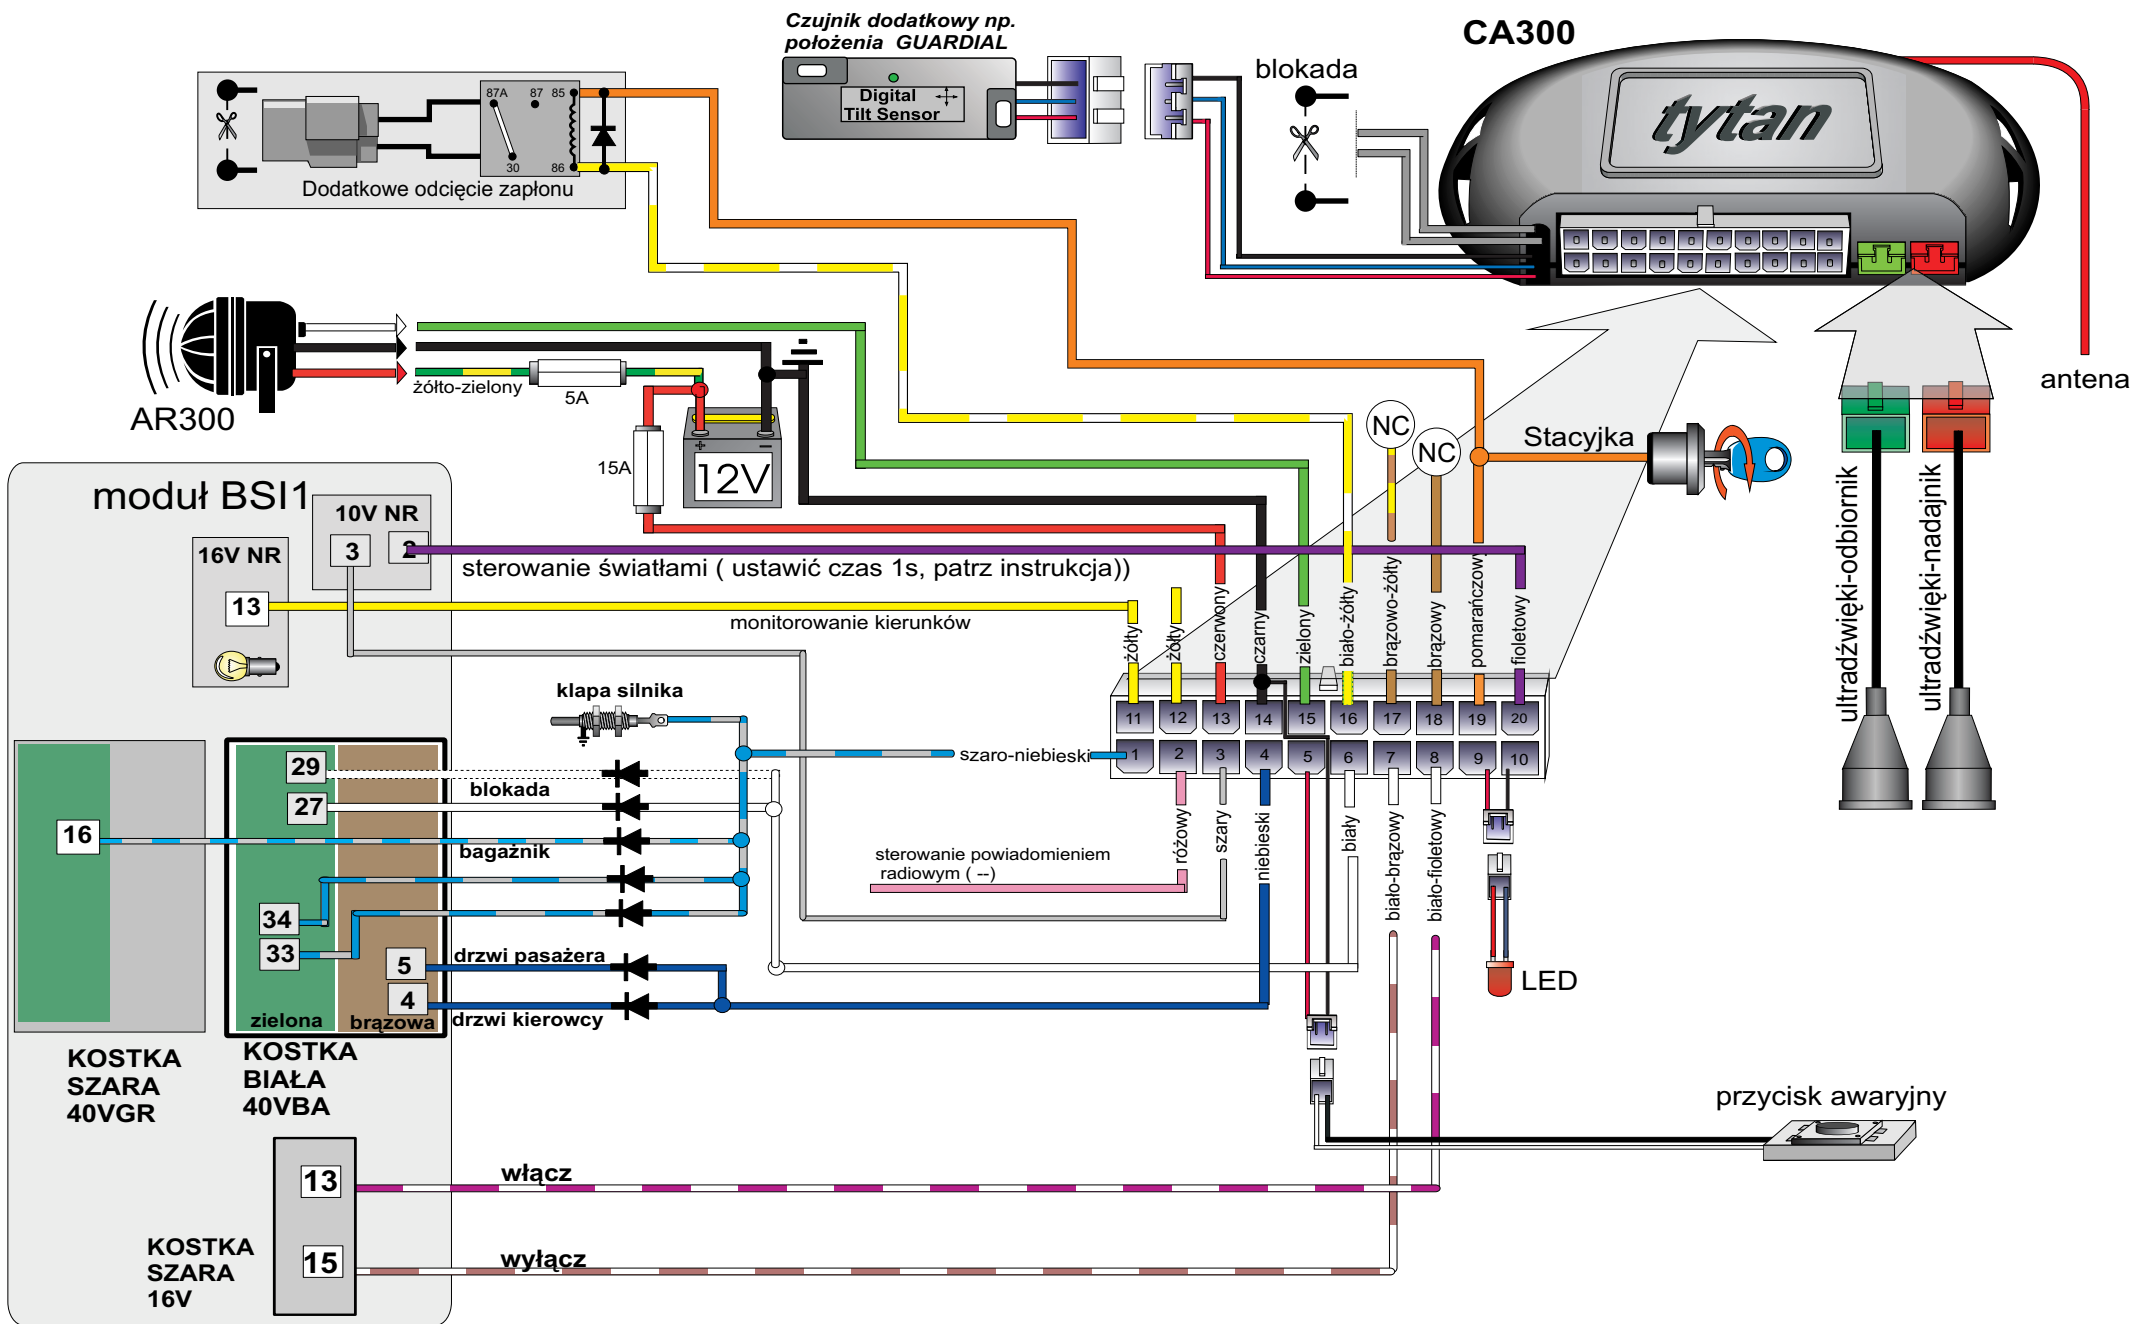 Czujnik dodatkowy np.
położenia GUARDIAL
CA300
Digital
Tilt Sensor
blokada
tytan
87A 87 85
30 86
Dodatkowe odcięcie zapłonu
antena
AR300
żółto-zielony
5A
15A
+ −
12V
NC
NC
Stacyjka
ultradźwięki-odbiornik
ultradźwięki-nadajnik
moduł BSI1
10V NR
3 2
16V NR
13
sterowanie światłami ( ustawić czas 1s, patrz instrukcja))
monitorowanie kierunków
żółty
żółty
czerwony
czarny
zielony
biało-żółty
brązowo-żółty
brązowy
pomarańczowy
fioletowy
11 12 13 14 15 16 17 18 19 20
1 2 3 4 5 6 7 8 9 10
szaro-niebieski
klapa silnika
29
blokada
27
16
bagażnik
34
33
drzwi pasażera
5
4
drzwi kierowcy
zielona brązowa
różowy
szary
niebieski
biały
biało-brązowy
biało-fioletowy
sterowanie powiadomieniem
radiowym ( --)
LED
KOSTKA
SZARA
40VGR
KOSTKA
BIAŁA
40VBA
przycisk awaryjny
13
włącz
15
wyłącz
KOSTKA
SZARA
16V